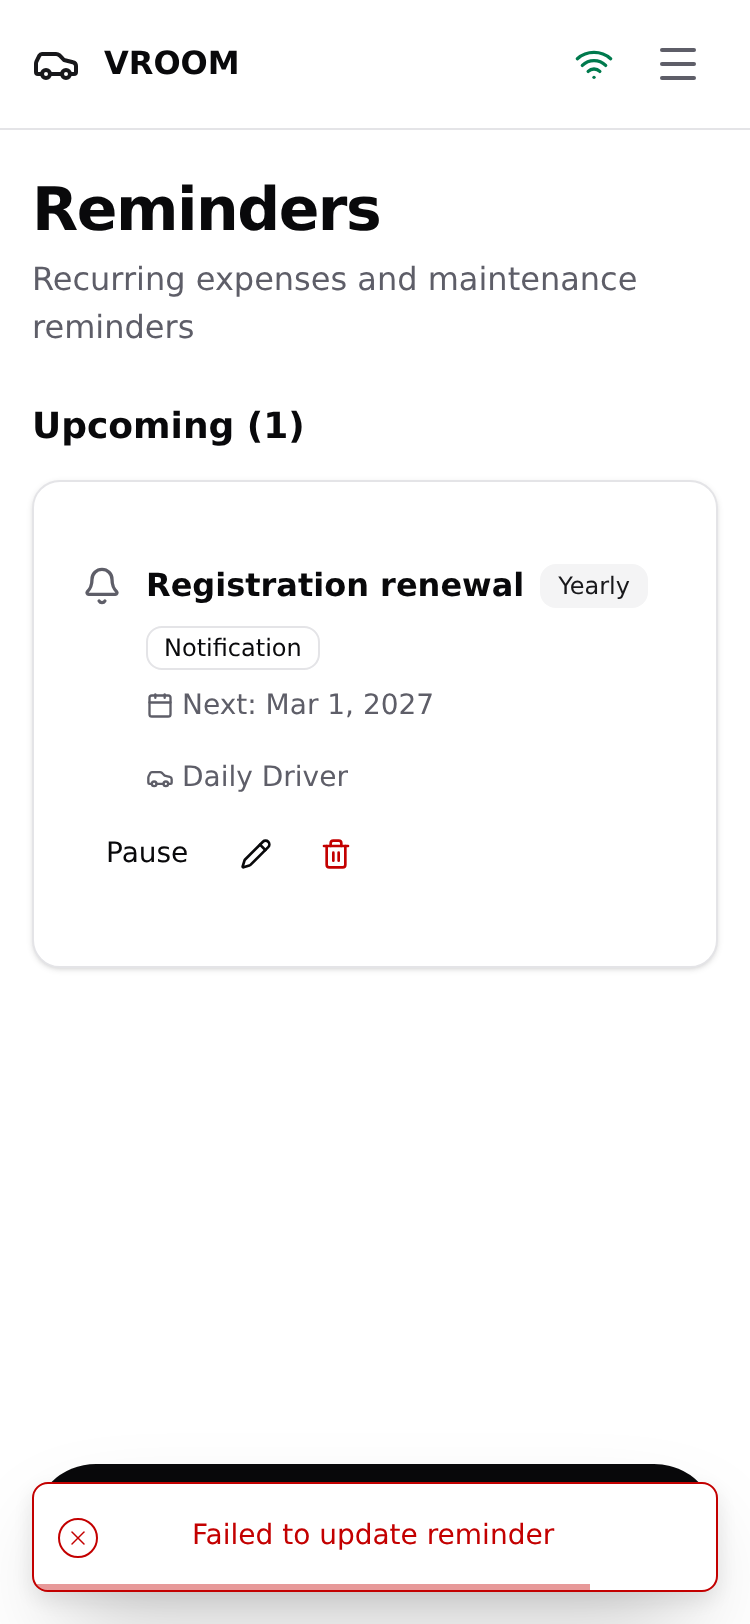 VROOM
Reminders
Recurring expenses and maintenance
reminders
Upcoming (1)
Registration renewal Yearly
Notification
Next: Mar 1, 2027
Daily Driver
Pause
Failed to update reminder